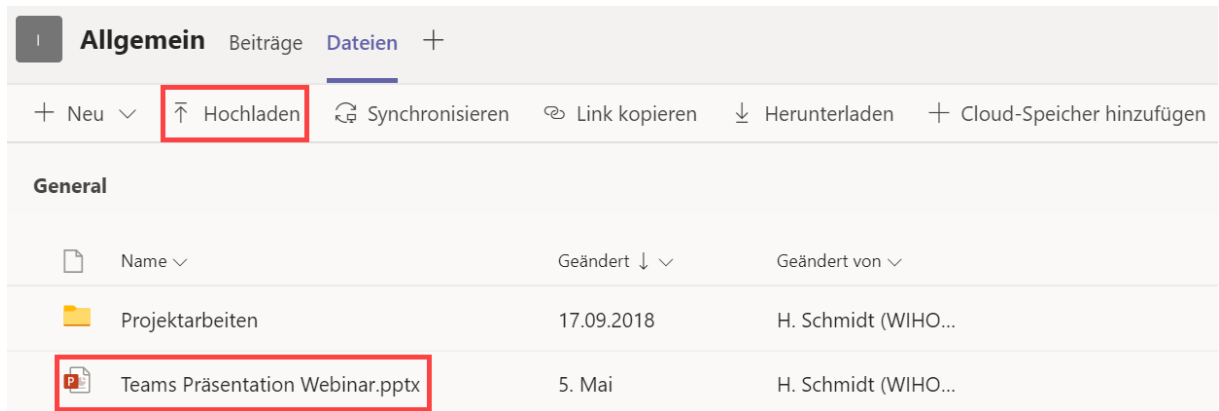 I Allgemein Beiträge Dateien
Neu Hochladen Synchronisieren Link kopieren Herunterladen Cloud-Speicher hinzufügen
General
Name Geändert Geändert von
Projektarbeiten 17.09.2018 H. Schmidt (WIHO...
Teams Präsentation Webinar.pptx 5. Mai H. Schmidt (WIHO...